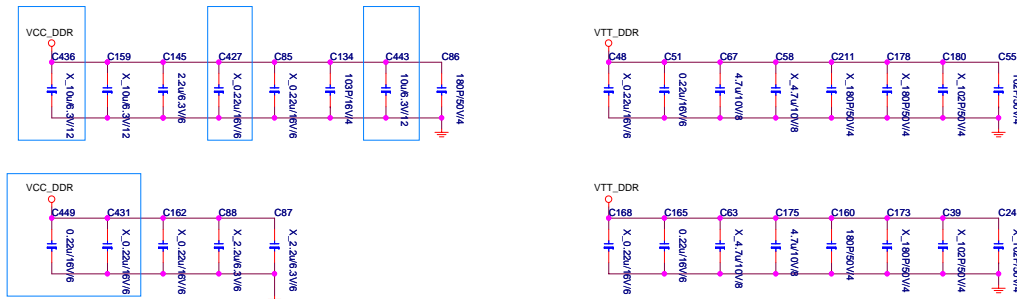 VCC_DDR
C436 C159 C145 C427 C85 C134 C443 C86
X_10u/6.3V/12 X_10u/6.3V/12 2.2u/6.3V/6 X_0.22u/16V/6 X_0.22u/16V/6 103P/16V/4 10u/6.3V/12 180P/50V/4
VTT_DDR
C48 C51 C67 C58 C211 C178 C180 C55
X_0.22u/16V/6 0.22u/16V/6 4.7u/10V/8 X_4.7u/10V/8 X_180P/50V/4 X_180P/50V/4 X_102P/50V/4 102P/50V/4
VCC_DDR
C449 C431 C162 C88 C87
0.22u/16V/6 X_0.22u/16V/6 X_0.22u/16V/6 X_2.2u/6.3V/6 X_2.2u/6.3V/6
VTT_DDR
C168 C165 C63 C175 C160 C173 C39 C24
X_0.22u/16V/6 0.22u/16V/6 X_4.7u/10V/8 4.7u/10V/8 180P/50V/4 X_180P/50V/4 X_102P/50V/4 X_102P/50V/4